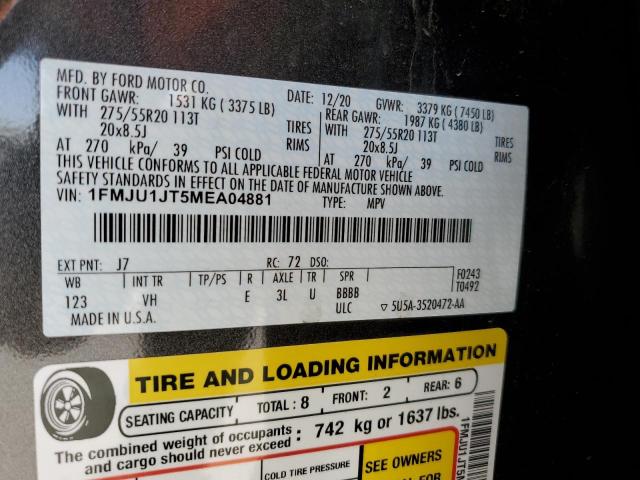 MFD. BY FORD MOTOR CO.
DATE: 12/20 GVWR: 3379 KG (7450 LB)
FRONT GAWR: 1531 KG (3375 LB) REAR GAWR: 1987 KG (4380 LB)
WITH 275/55R20 113T TIRES WITH 275/55R20 113T TIRES
20x8.5J RIMS 20x8.5J RIMS
AT 270 kPa/ 39 PSI COLD AT 270 kPa/ 39 PSI COLD
THIS VEHICLE CONFORMS TO ALL APPLICABLE FEDERAL MOTOR VEHICLE
SAFETY STANDARDS IN EFFECT ON THE DATE OF MANUFACTURE SHOWN ABOVE.
VIN: 1FMJU1JT5MEA04881 TYPE: MPV
EXT PNT: J7 RC: 72 DSO: F0243
WB INT TR TP/PS R AXLE TR SPR T0492
123 VH E 3L U BBBB
MADE IN U.S.A. ULC ▽ 5U5A-3520472-AA
TIRE AND LOADING INFORMATION
SEATING CAPACITY TOTAL: 8 FRONT: 2 REAR: 6
The combined weight of occupants and cargo should never exceed: 742 kg or 1637 lbs.
COLD TIRE PRESSURE SEE OWNERS
1FMJU1JT5M